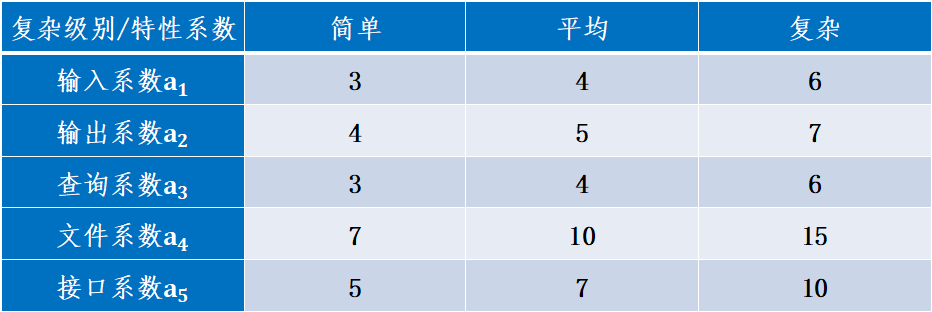 复杂级别/特性系数 简单 平均 复杂
输入系数a₁ 3 4 6
输出系数a₂ 4 5 7
查询系数a₃ 3 4 6
文件系数a₄ 7 10 15
接口系数a₅ 5 7 10